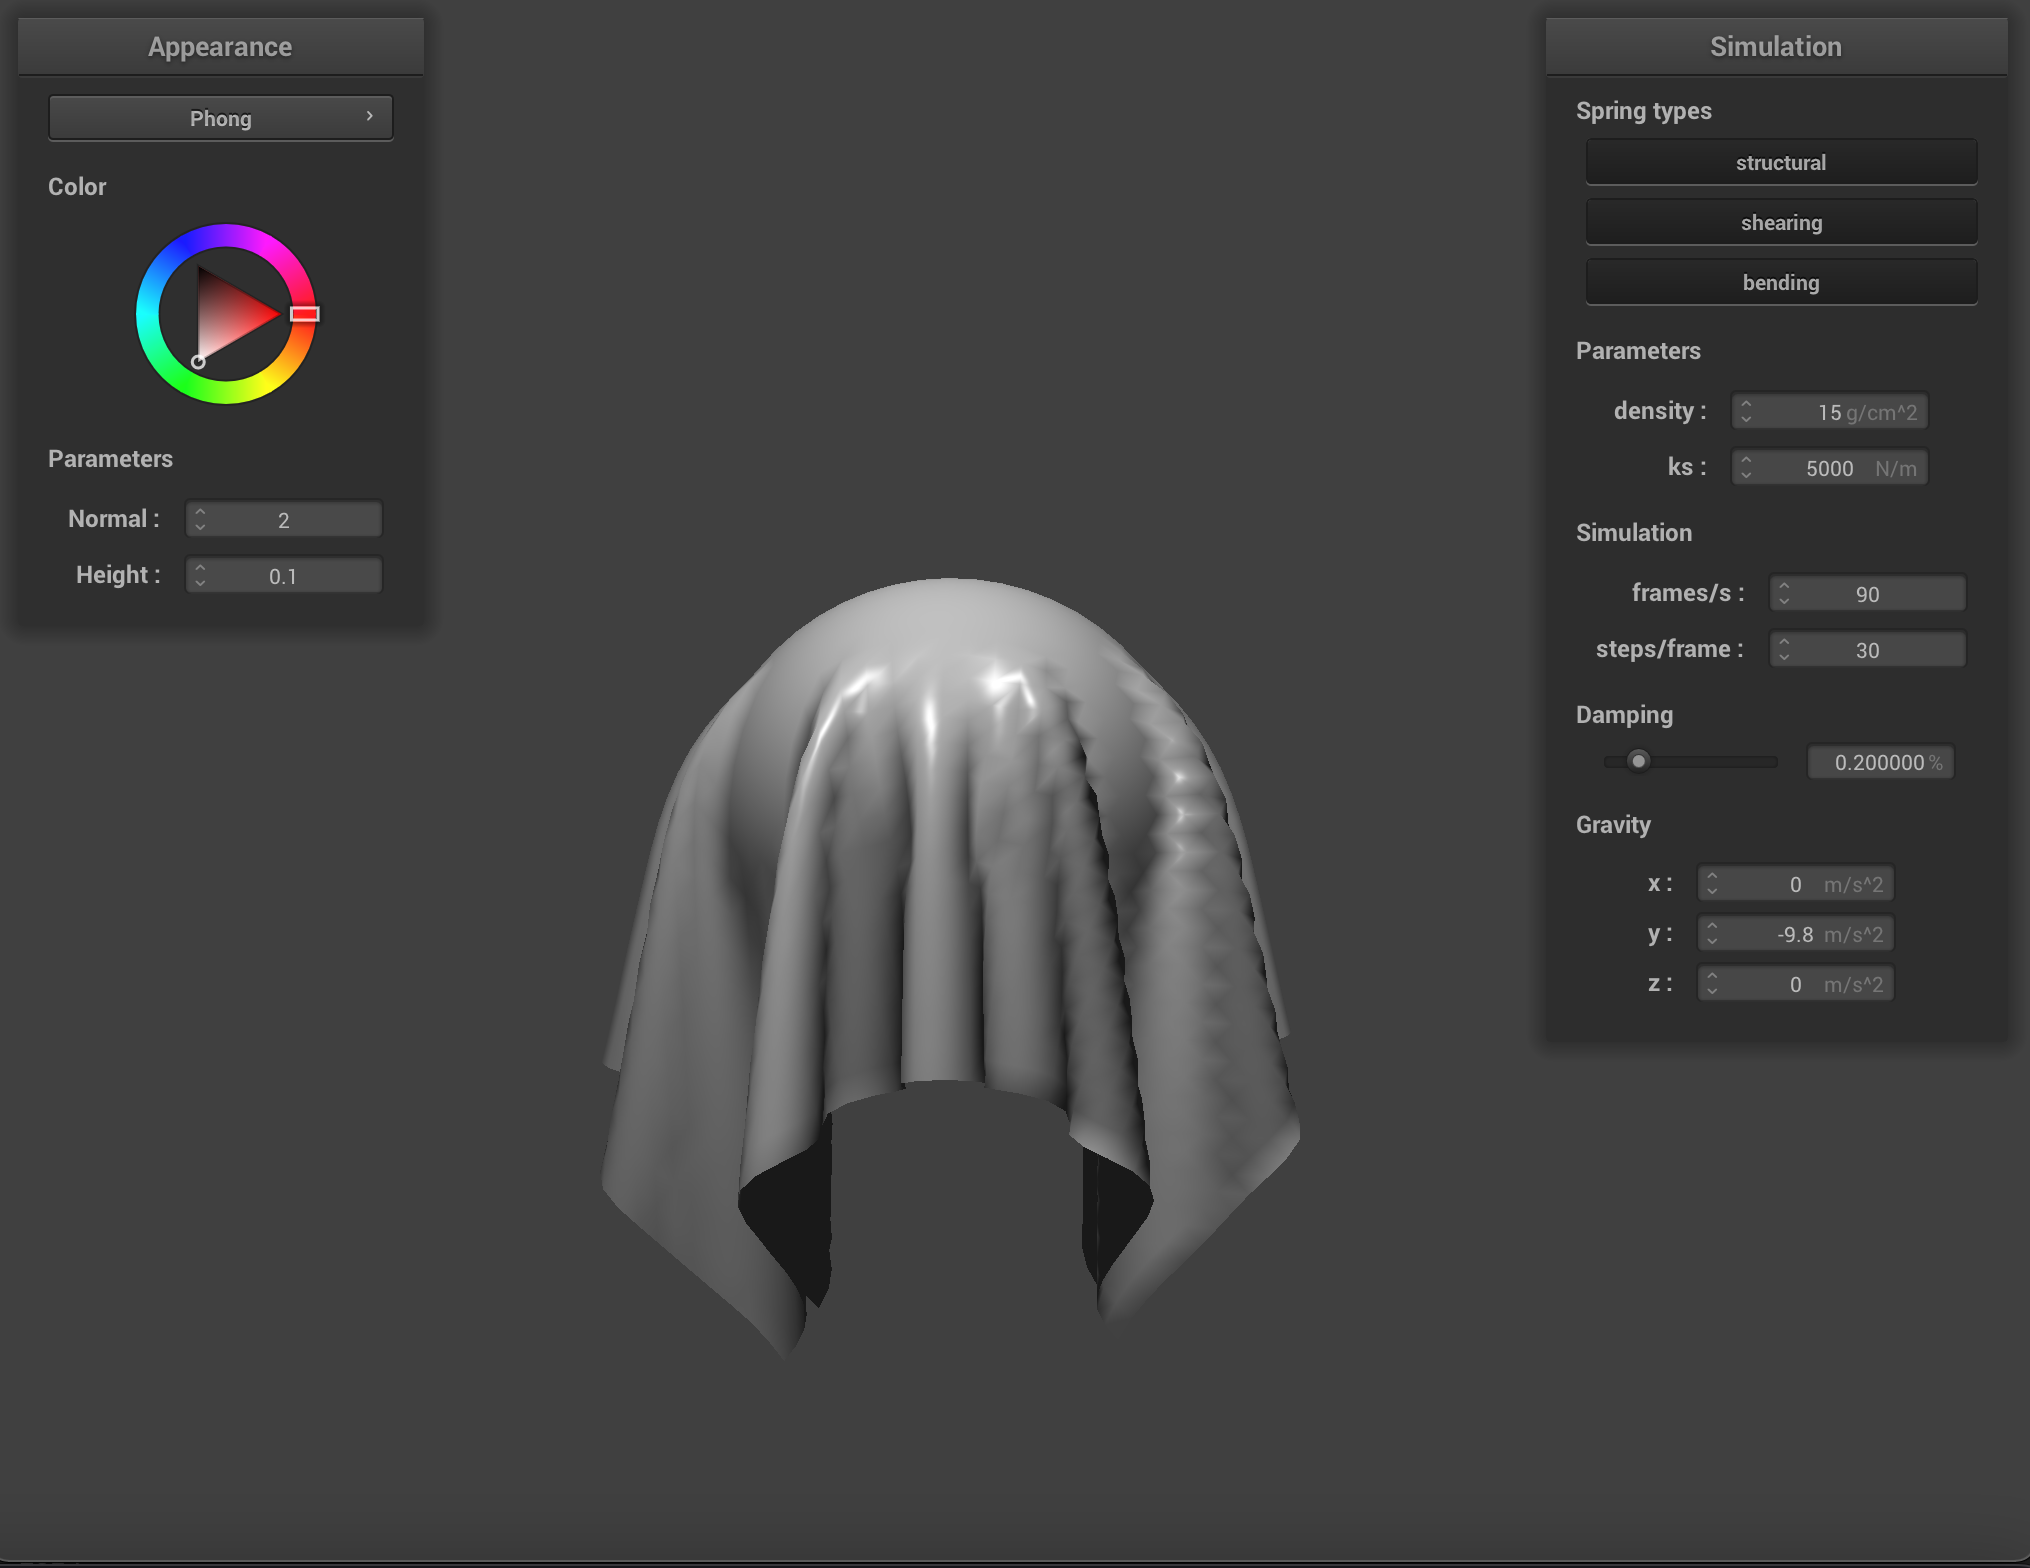 Appearance
Phong
Color
Parameters
Normal : 2
Height : 0.1
Simulation
Spring types
structural
shearing
bending
Parameters
density : 15 g/cm^2
ks : 5000 N/m
Simulation
frames/s : 90
steps/frame : 30
Damping
0.200000 %
Gravity
x : 0 m/s^2
y : -9.8 m/s^2
z : 0 m/s^2